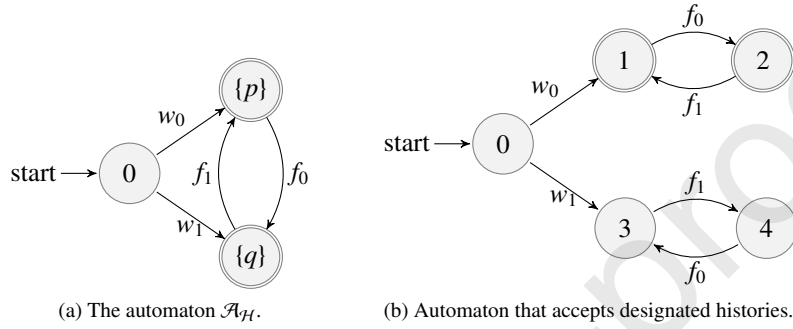 f₀
1
2
{p}
w₀
f₁
w₀
start
0
f₁
f₀
start
0
w₁
w₁
f₁
{q}
3
4
f₀
(a) The automaton 𝒜ℋ.
(b) Automaton that accepts designated histories.